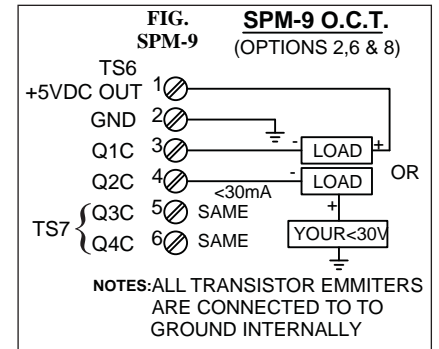 FIG.
SPM-9
SPM-9 O.C.T.
(OPTIONS 2,6 & 8)
TS6
+5VDC OUT 1
GND 2
Q1C 3 - LOAD +
OR
Q2C 4 - LOAD
<30mA
+
TS7 { Q3C 5 SAME
Q4C 6 SAME
YOUR<30V
NOTES:ALL TRANSISTOR EMMITERS
ARE CONNECTED TO TO
GROUND INTERNALLY